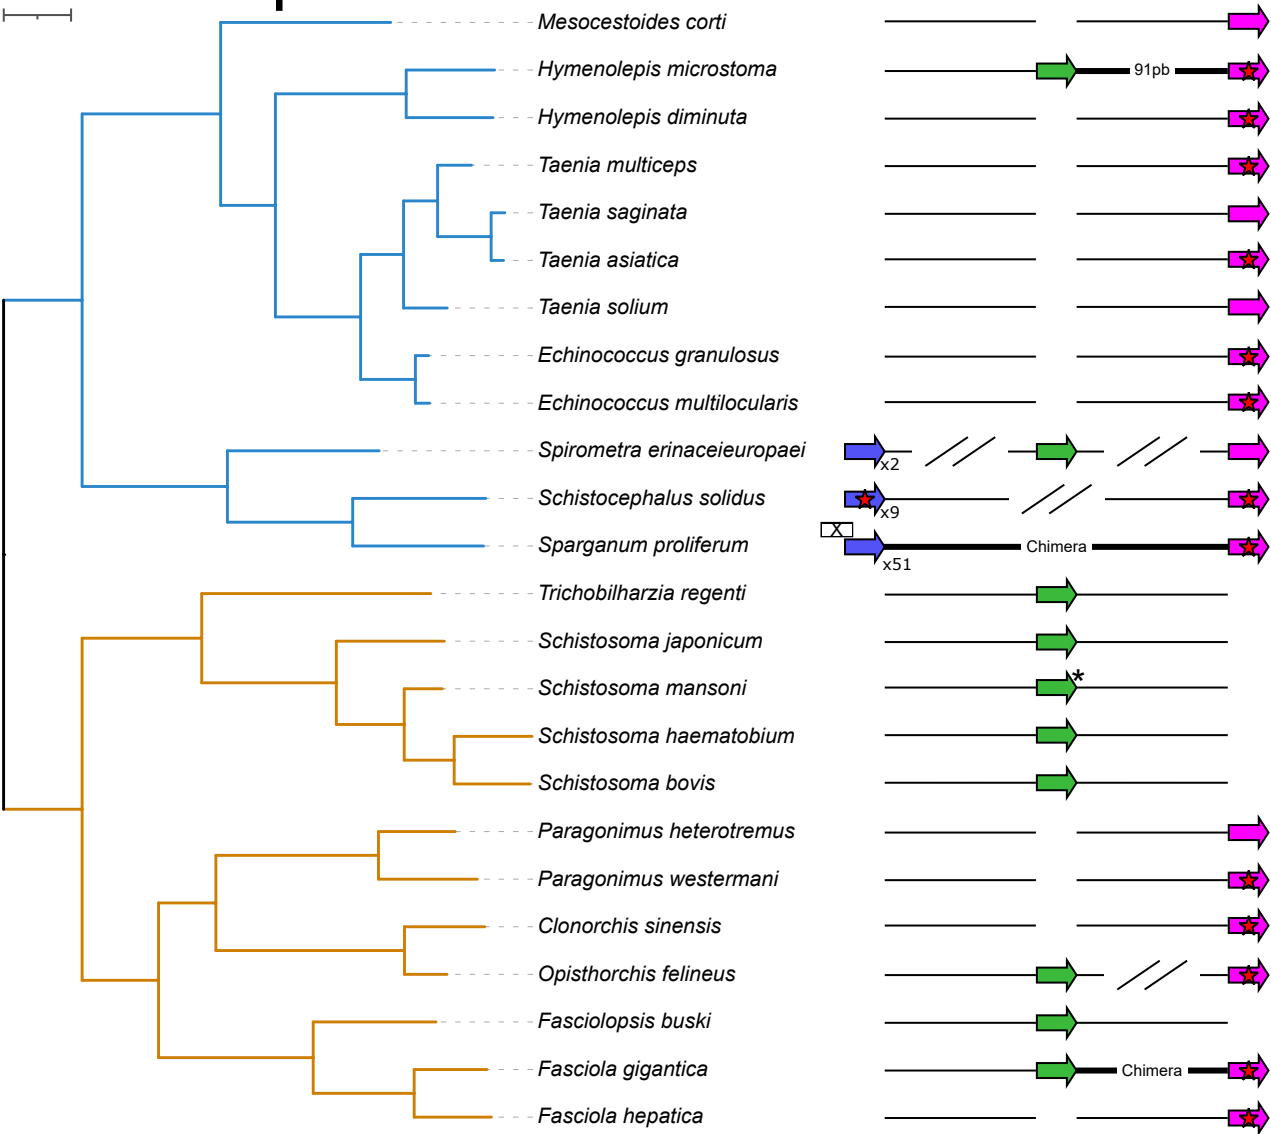 Mesocestoides corti
Hymenolepis microstoma 91pb
Hymenolepis diminuta
Taenia multiceps
Taenia saginata
Taenia asiatica
Taenia solium
Echinococcus granulosus
Echinococcus multilocularis
Spirometra erinaceieuropaei x2
Schistocephalus solidus x9
X
Sparganum proliferum Chimera
x51
Trichobilharzia regenti
Schistosoma japonicum
Schistosoma mansoni *
Schistosoma haematobium
Schistosoma bovis
Paragonimus heterotremus
Paragonimus westermani
Clonorchis sinensis
Opisthorchis felineus
Fasciolopsis buski
Fasciola gigantica Chimera
Fasciola hepatica